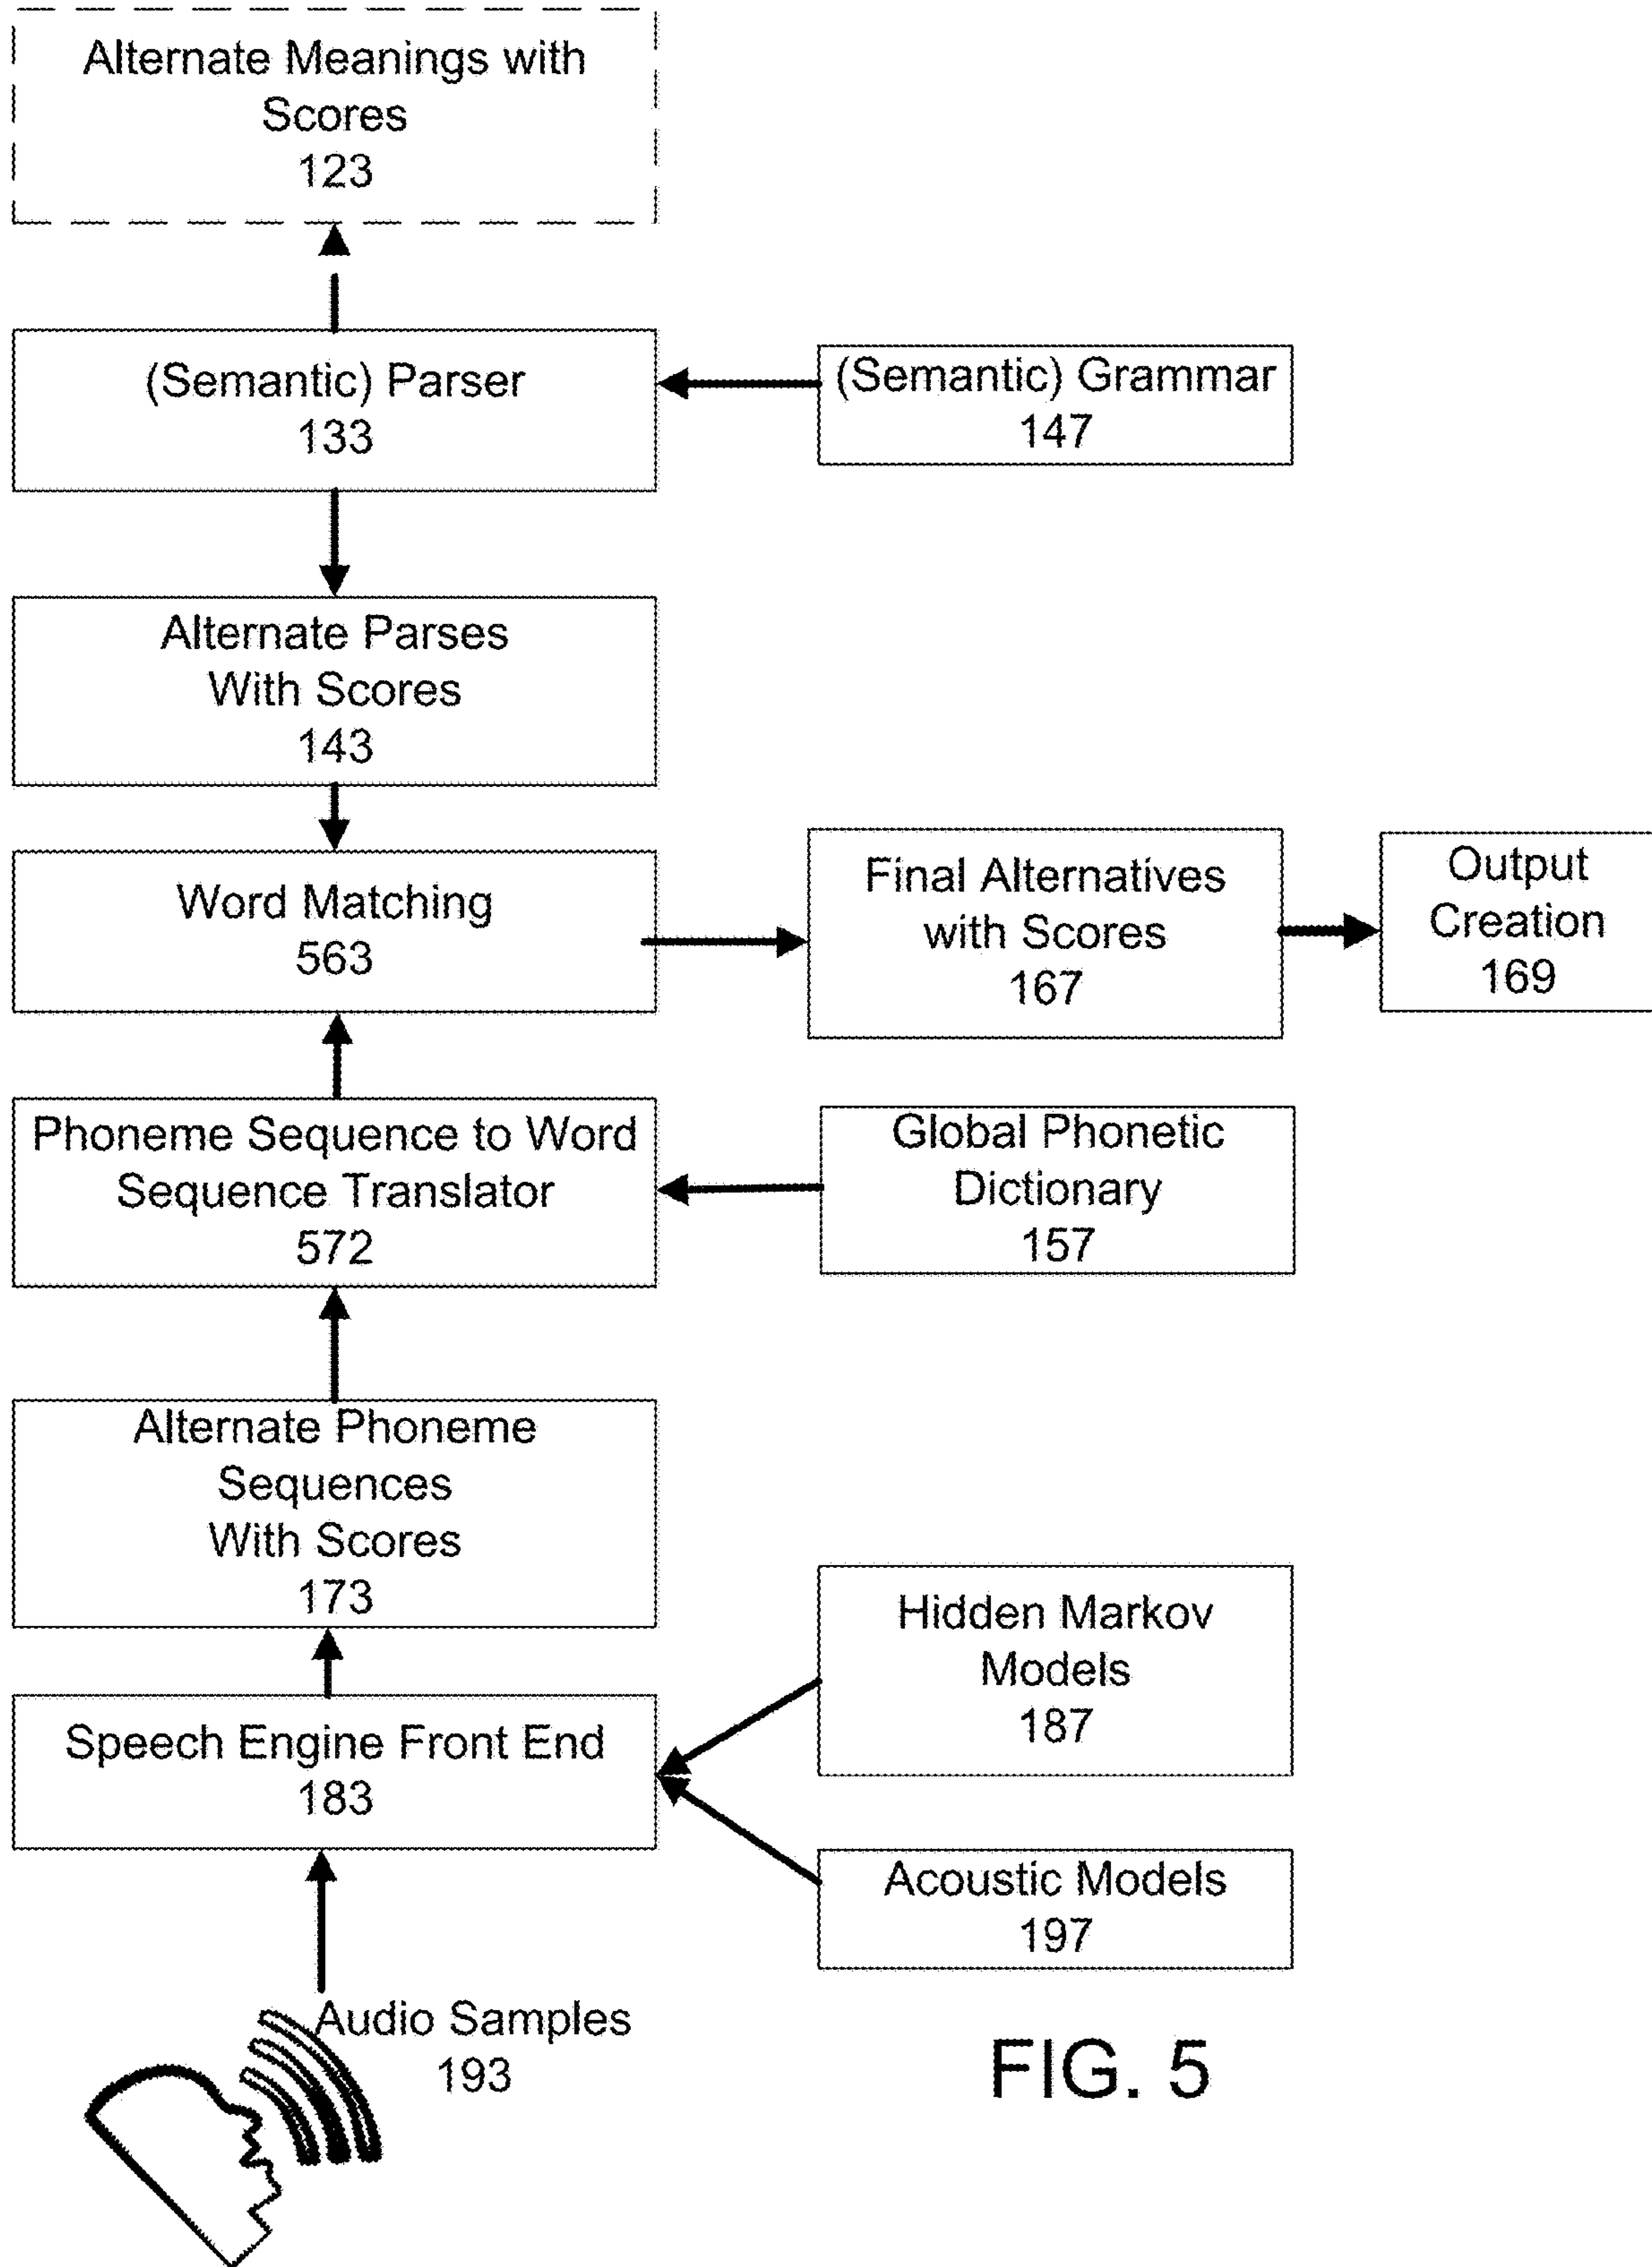 Alternate Meanings with
Scores
123
(Semantic) Parser
133
(Semantic) Grammar
147
Alternate Parses
With Scores
143
Word Matching
563
Final Alternatives
with Scores
167
Output
Creation
169
Phoneme Sequence to Word
Sequence Translator
572
Global Phonetic
Dictionary
157
Alternate Phoneme
Sequences
With Scores
173
Hidden Markov
Models
187
Speech Engine Front End
183
Acoustic Models
197
Audio Samples
193
FIG. 5